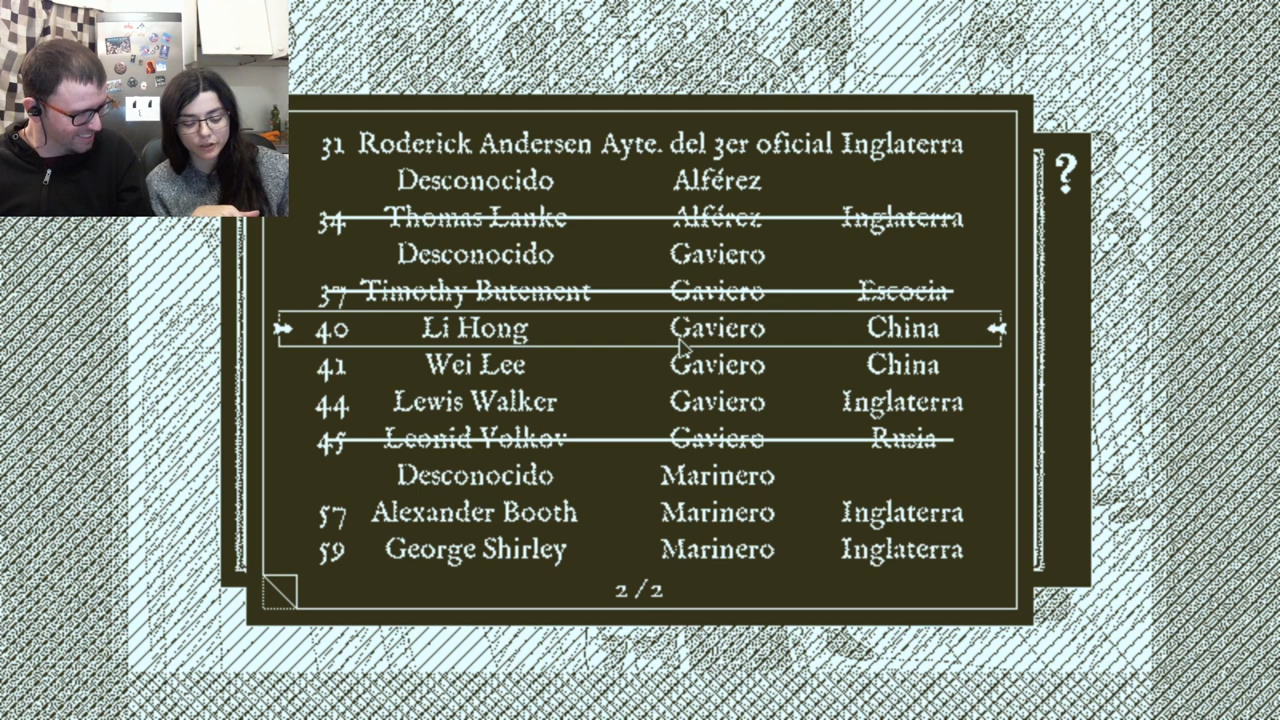 31 Roderick Andersen Ayte. del 3er oficial Inglaterra
Desconocido Alférez
34 Thomas Lanke Alférez Inglaterra
Desconocido Gaviero
37 Timothy Butement Gaviero Escocia
40 Li Hong Gaviero China
41 Wei Lee Gaviero China
44 Lewis Walker Gaviero Inglaterra
45 Leonid Volkov Gaviero Rusia
Desconocido Marinero
57 Alexander Booth Marinero Inglaterra
59 George Shirley Marinero Inglaterra
2/2
?